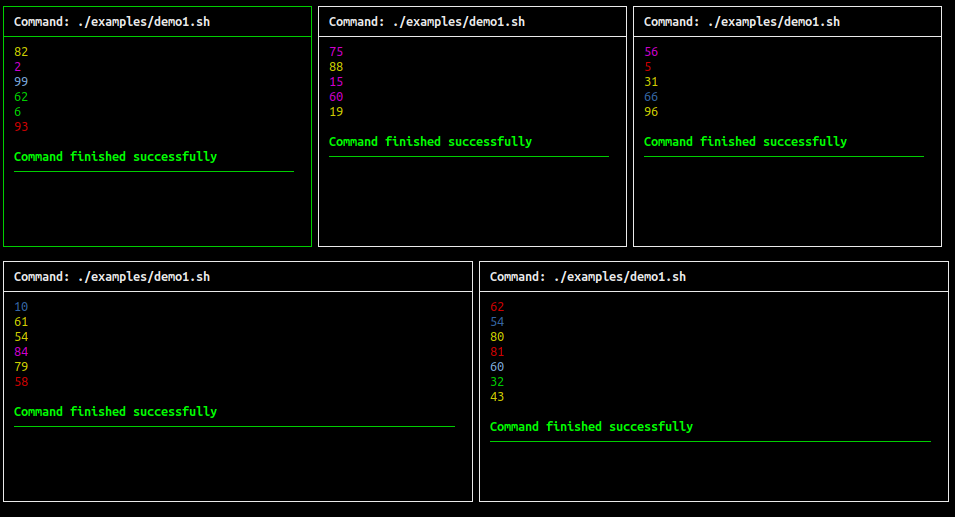 Command: ./examples/demo1.sh
82
2
99
62
6
93
Command finished successfully
Command: ./examples/demo1.sh
75
88
15
60
19
Command finished successfully
Command: ./examples/demo1.sh
56
5
31
66
96
Command finished successfully
Command: ./examples/demo1.sh
10
61
54
84
79
58
Command finished successfully
Command: ./examples/demo1.sh
62
54
80
81
60
32
43
Command finished successfully